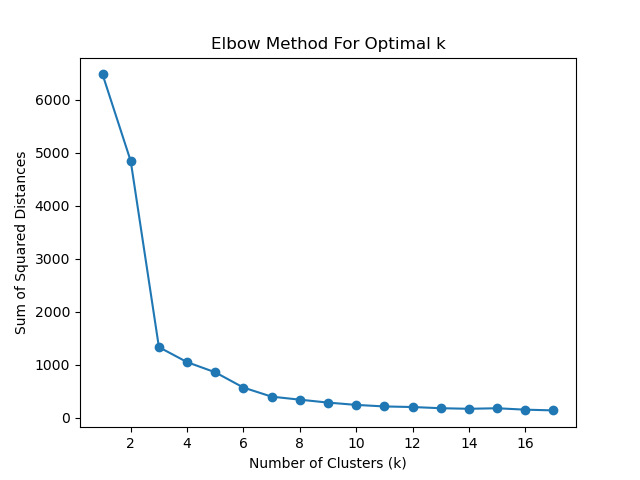 Elbow Method For Optimal k
6000
5000
4000
3000
2000
1000
0
Sum of Squared Distances
2 4 6 8 10 12 14 16
Number of Clusters (k)